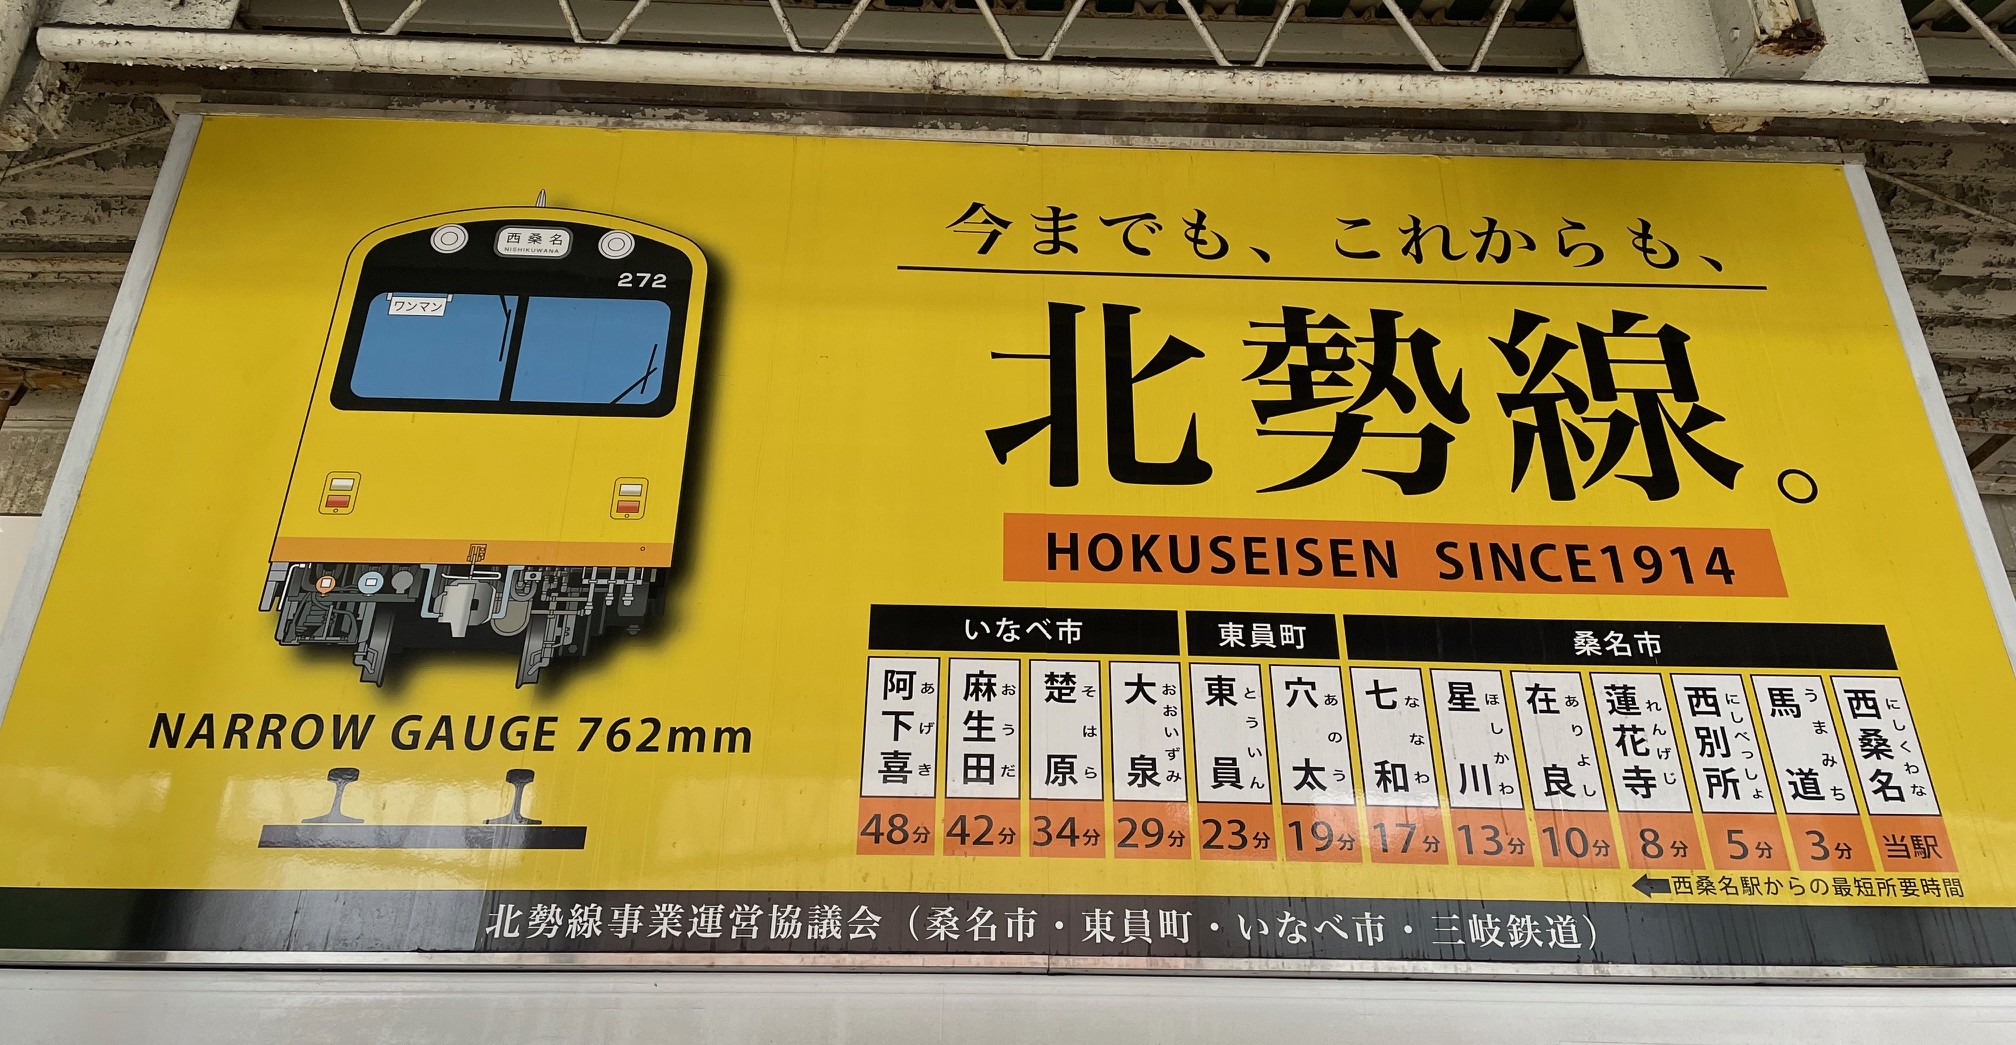 西桑名
NISHIKUWANA
272
ワンマン
NARROW GAUGE 762mm
今までも、これからも、
北勢線。
HOKUSEISEN SINCE1914
いなべ市 東員町 桑名市
阿下喜 あげき 48分
麻生田 おうだ 42分
楚原 そはら 34分
大泉 おおいずみ 29分
東員 とういん 23分
穴太 あのう 19分
七和 ななわ 17分
星川 ほしかわ 13分
在良 ありよし 10分
蓮花寺 れんげじ 8分
西別所 にしべっしょ 5分
馬道 うまみち 3分
西桑名 にしくわな 当駅
←西桑名駅からの最短所要時間
北勢線事業運営協議会（桑名市・東員町・いなべ市・三岐鉄道）